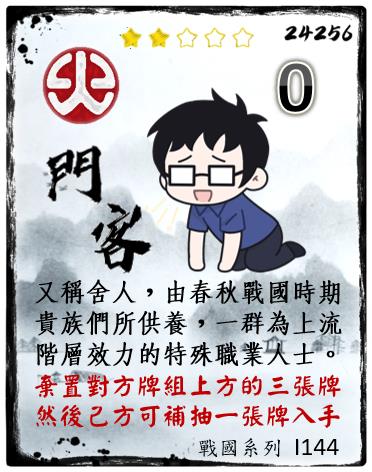 24256
火
0
門客
又稱舍人，由春秋戰國時期
貴族們所供養，一群為上流
階層效力的特殊職業人士。
棄置對方牌組上方的三張牌
然後己方可補抽一張牌入手
戰國系列 I144